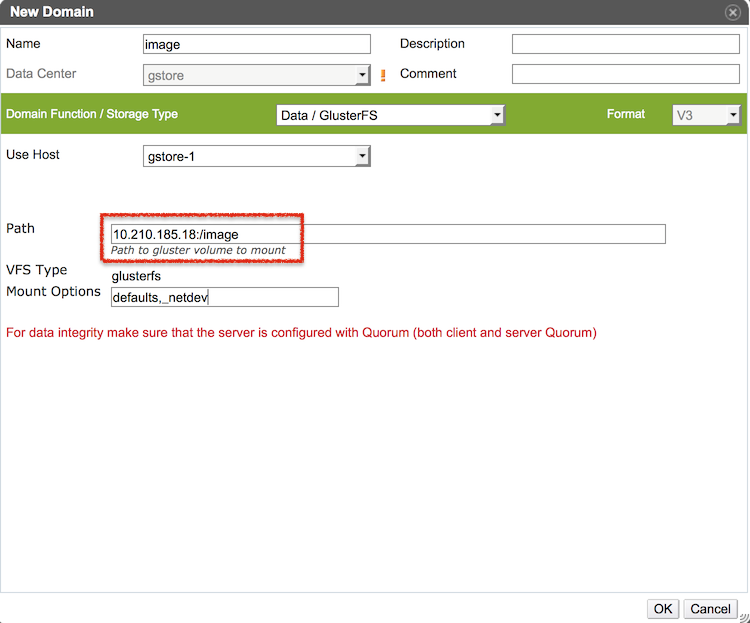 New Domain
Name image Description
Data Center gstore ! Comment
Domain Function / Storage Type Data / GlusterFS Format V3
Use Host gstore-1
Path 10.210.185.18:/image
Path to gluster volume to mount
VFS Type glusterfs
Mount Options defaults,_netdev
For data integrity make sure that the server is configured with Quorum (both client and server Quorum)
OK Cancel